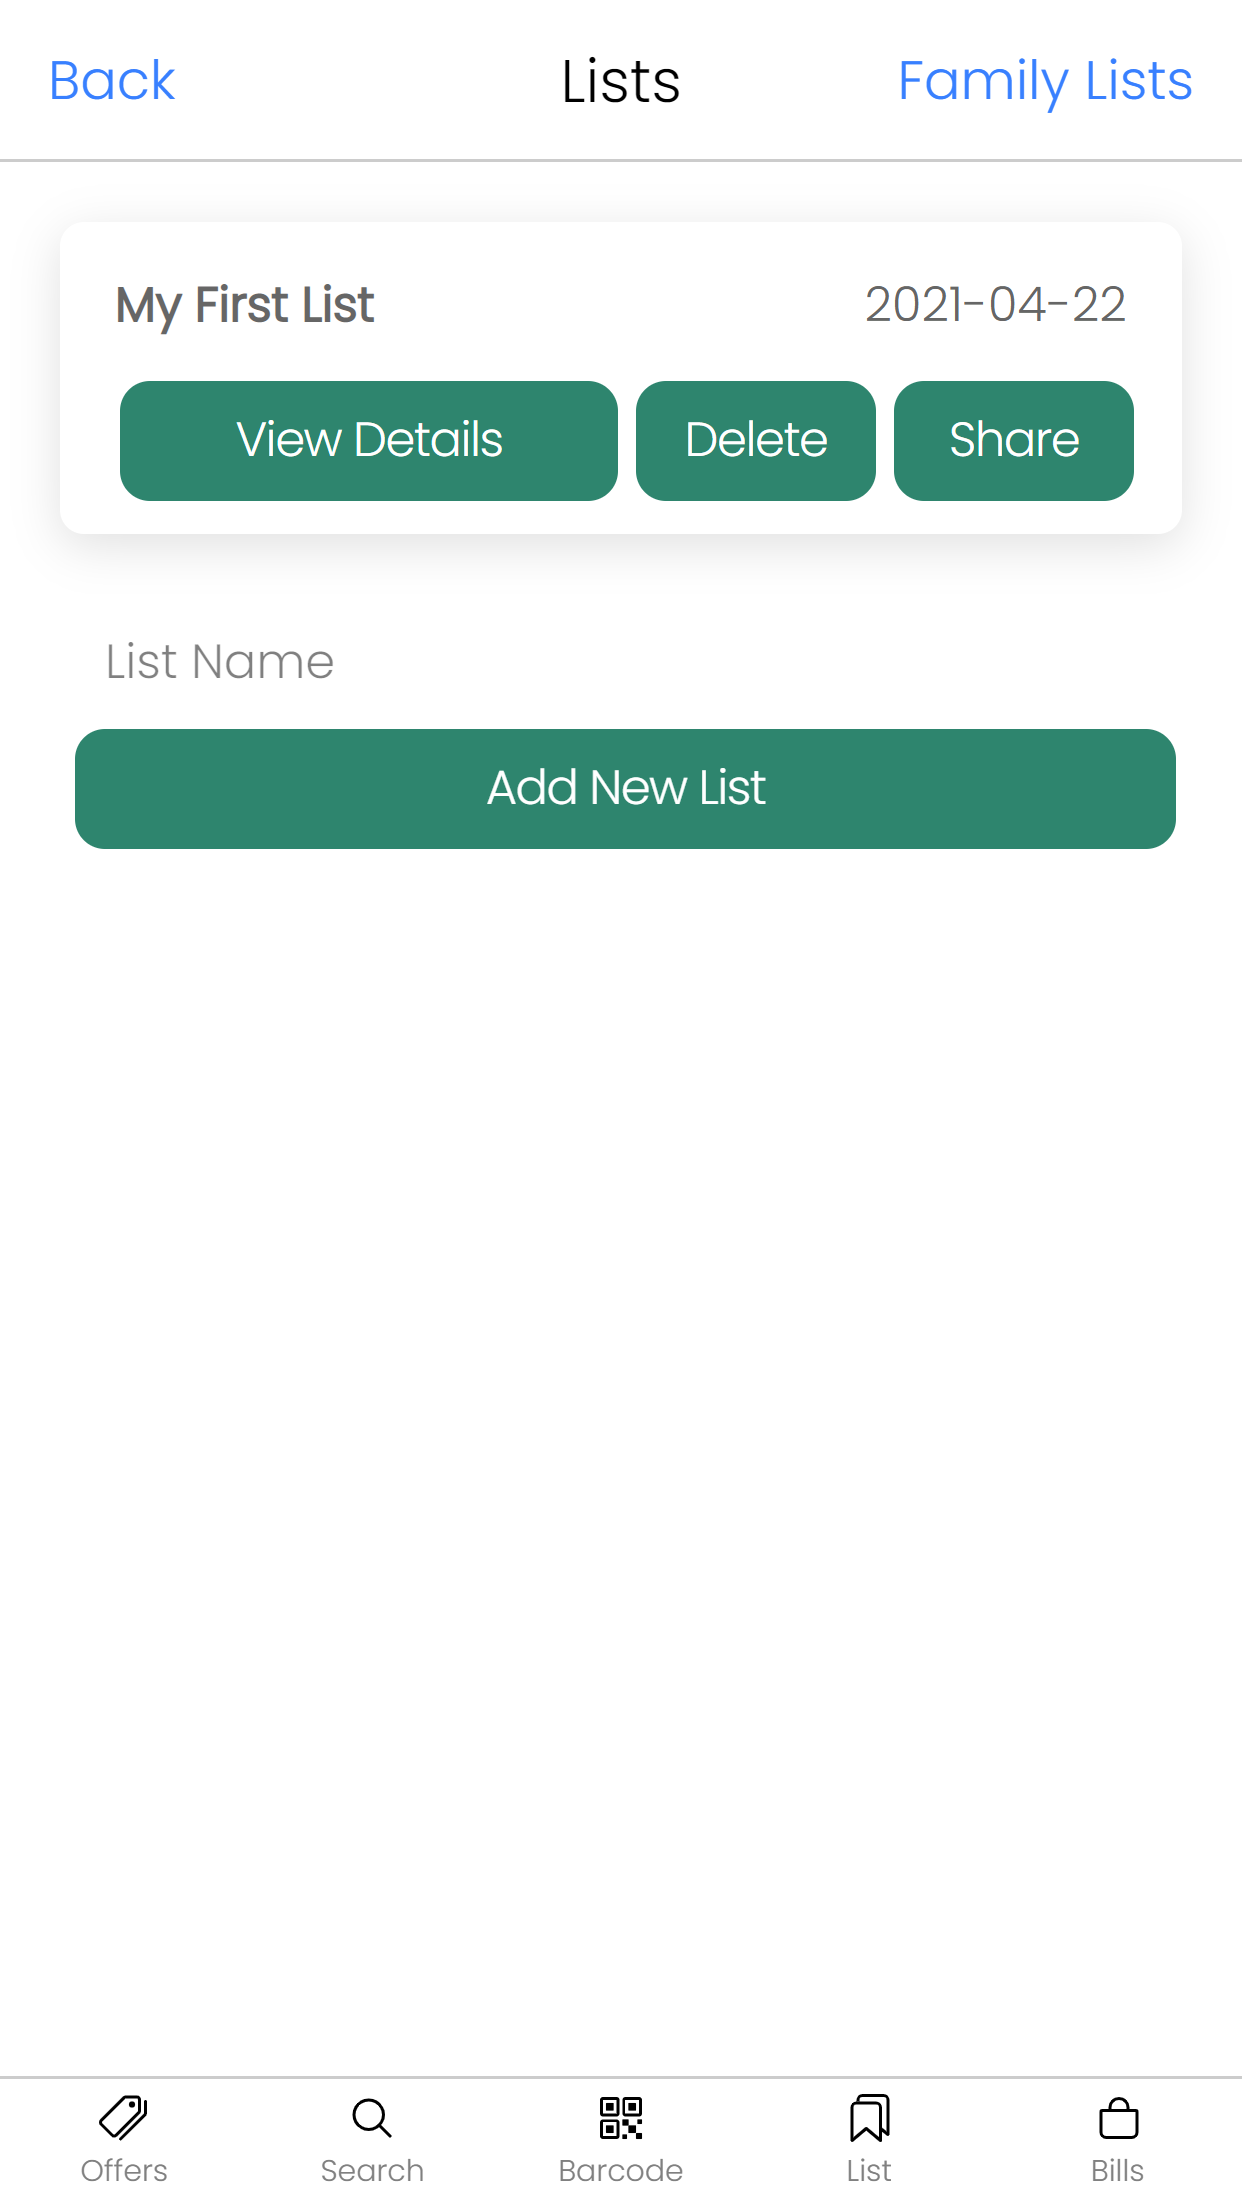 Back Lists Family Lists
My First List 2021-04-22
View Details Delete Share
List Name
Add New List
Offers Search Barcode List Bills